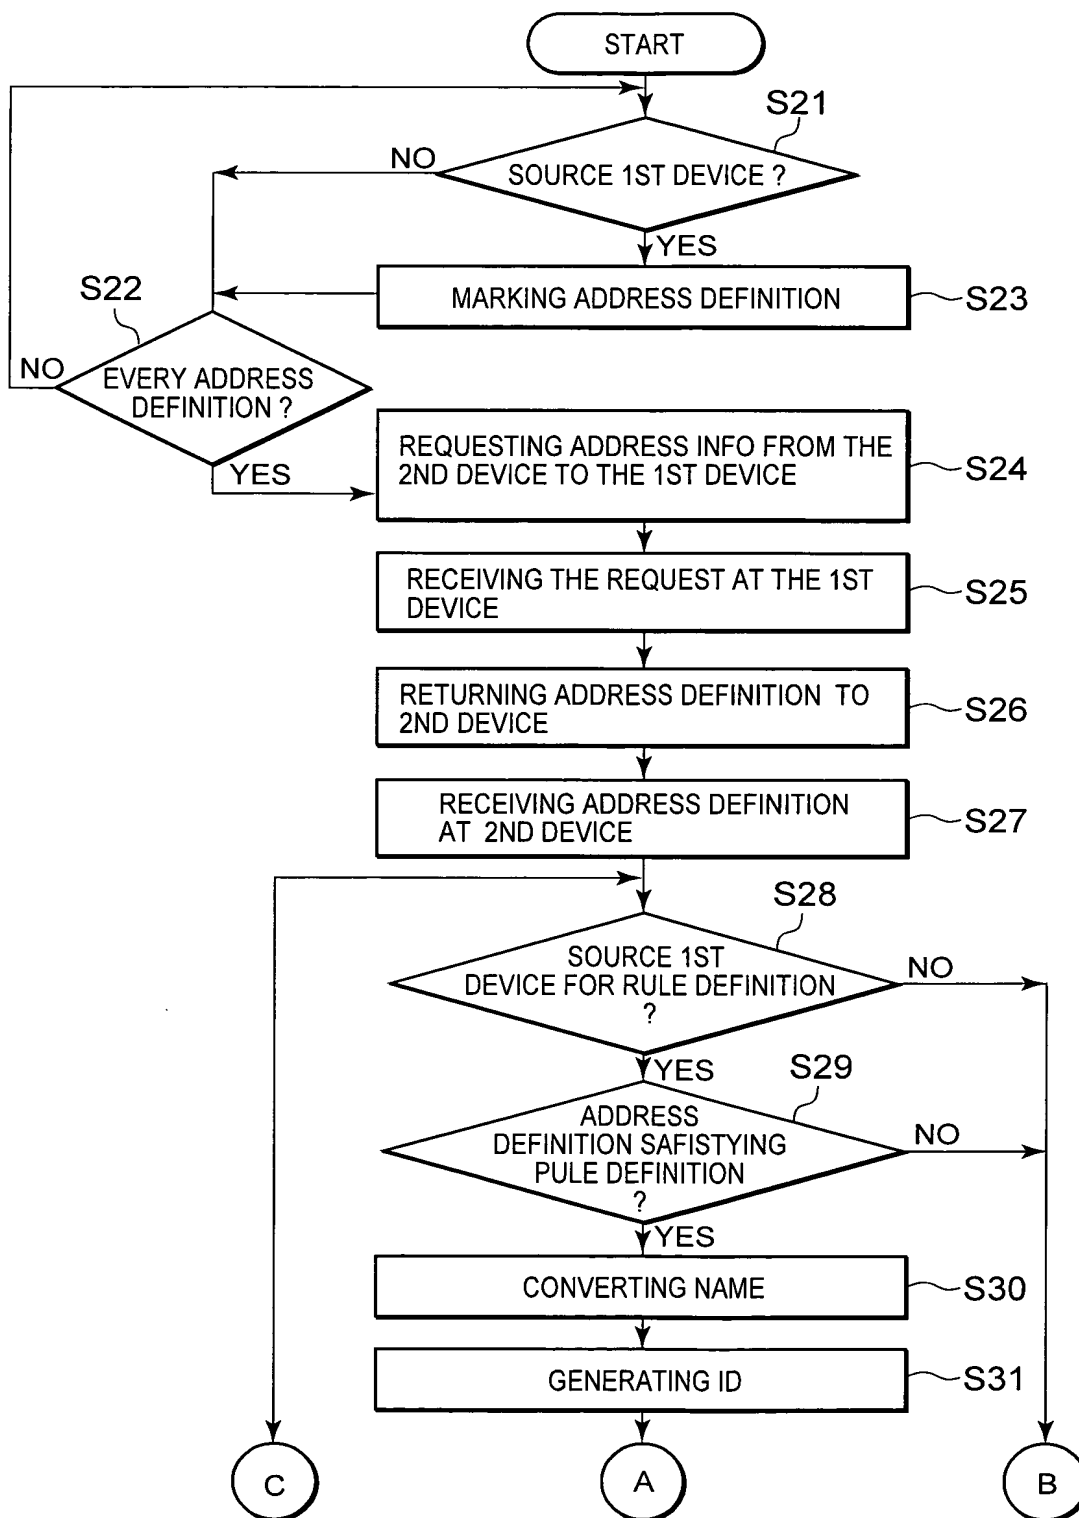 START
S21
NO
SOURCE 1ST DEVICE ?
YES
S22
MARKING ADDRESS DEFINITION
S23
NO
EVERY ADDRESS
DEFINITION ?
YES
REQUESTING ADDRESS INFO FROM THE
2ND DEVICE TO THE 1ST DEVICE
S24
RECEIVING THE REQUEST AT THE 1ST
DEVICE
S25
RETURNING ADDRESS DEFINITION TO
2ND DEVICE
S26
RECEIVING ADDRESS DEFINITION
AT 2ND DEVICE
S27
S28
SOURCE 1ST
DEVICE FOR RULE DEFINITION
?
NO
YES
S29
ADDRESS
DEFINITION SAFISTYING
PULE DEFINITION
?
NO
YES
CONVERTING NAME
S30
GENERATING ID
S31
C
A
B